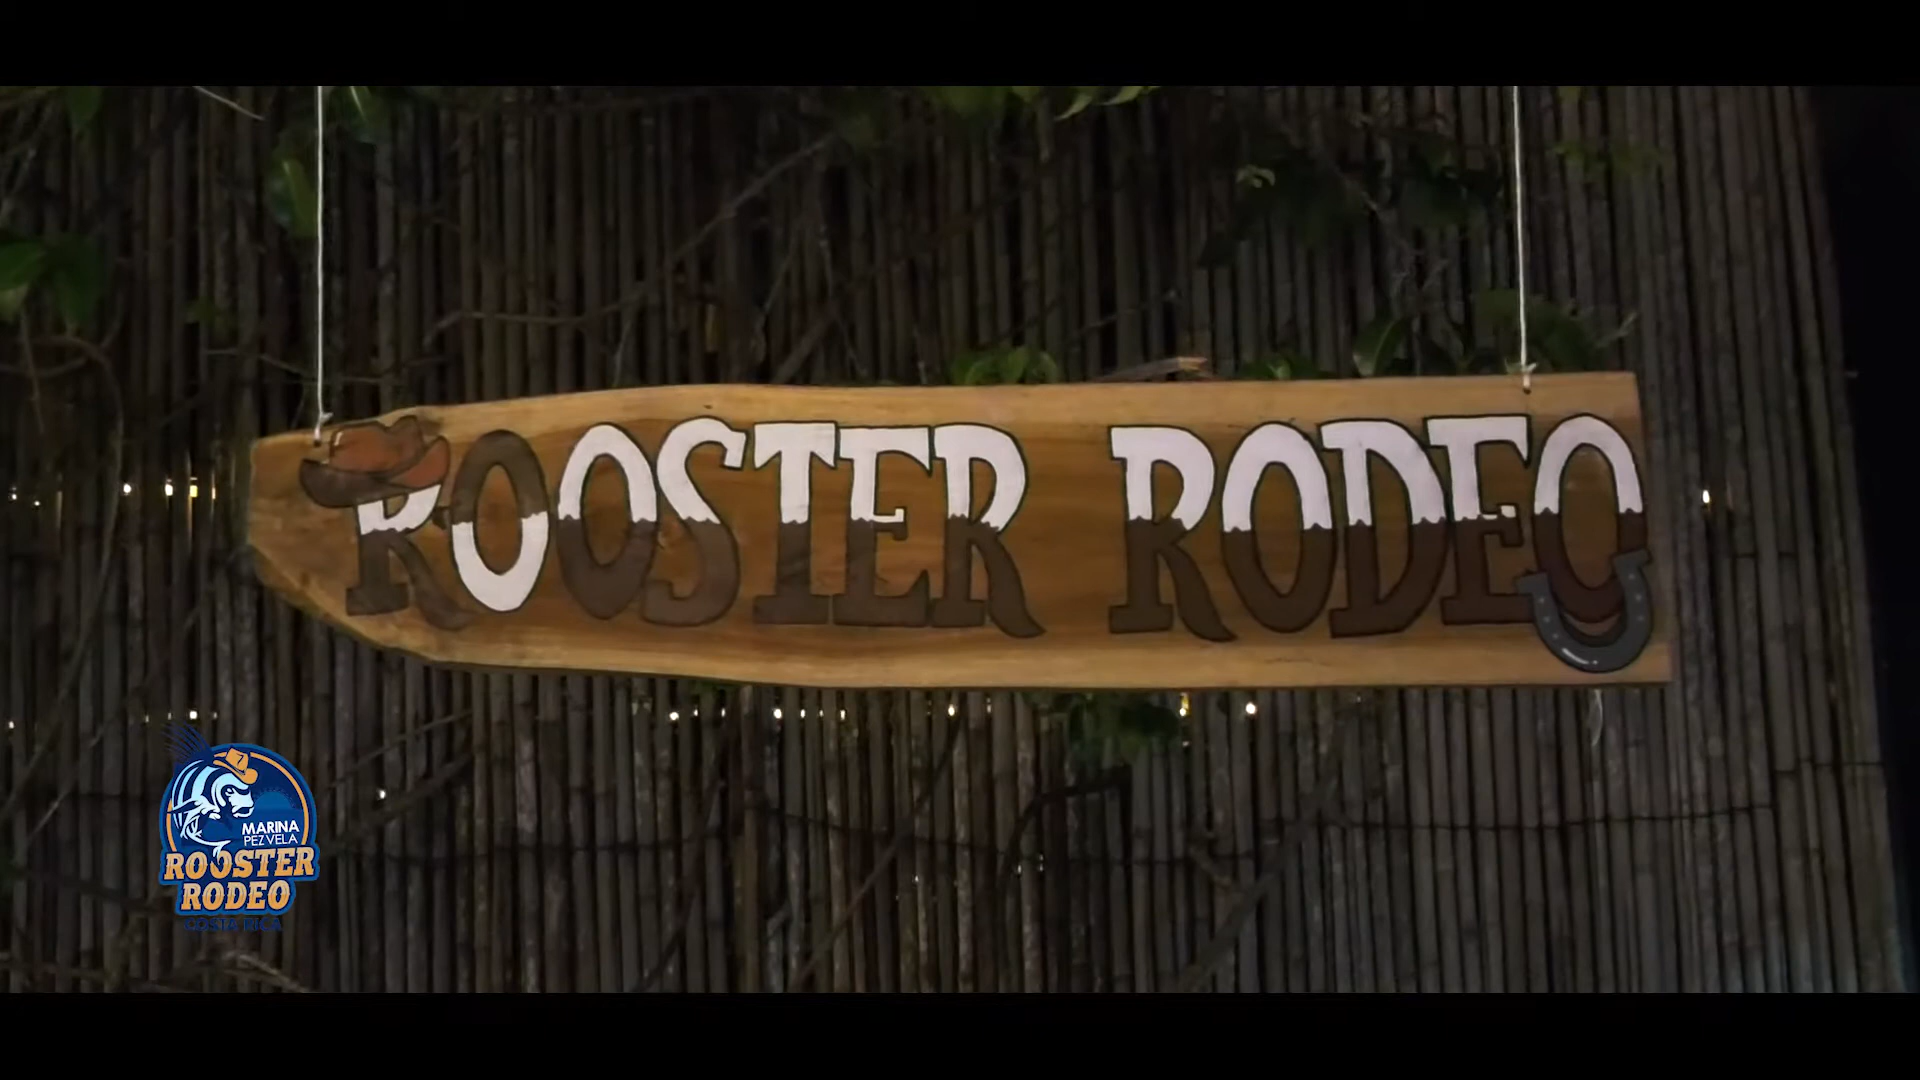 ROOSTER RODEO
MARINA
PEZ VELA
ROOSTER
RODEO
COSTA RICA